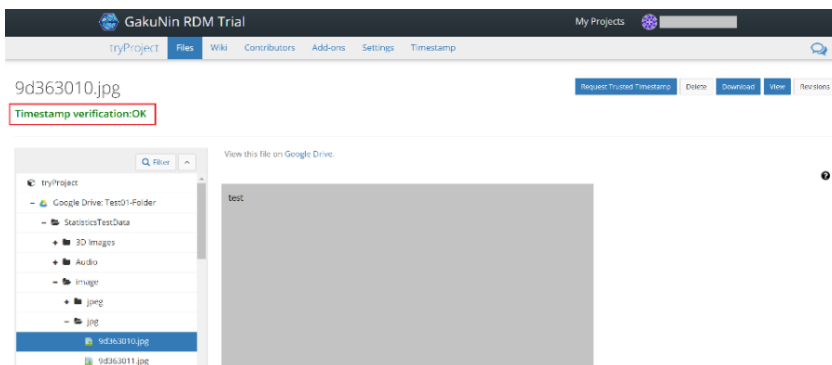 GakuNin RDM Trial
My Projects
tryProject Files Wiki Contributors Add-ons Settings Timestamp
9d363010.jpg
Request Trusted Timestamp Delete Download View Revisions
Timestamp verification:OK
Filter
View this file on Google Drive.
tryProject
test
Google Drive: Test01-Folder
StatisticsTestData
3D Images
Audio
image
jpeg
jpg
9d363010.jpg
9d363011.jpg